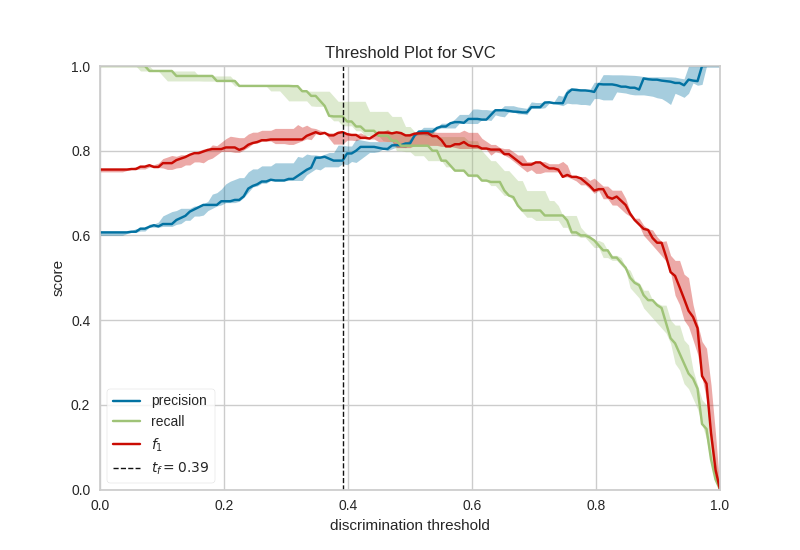 Threshold Plot for SVC
1.0
0.8
0.6
0.4
0.2
0.0
score
precision
recall
f₁
t_f = 0.39
0.0 0.2 0.4 0.6 0.8 1.0
discrimination threshold